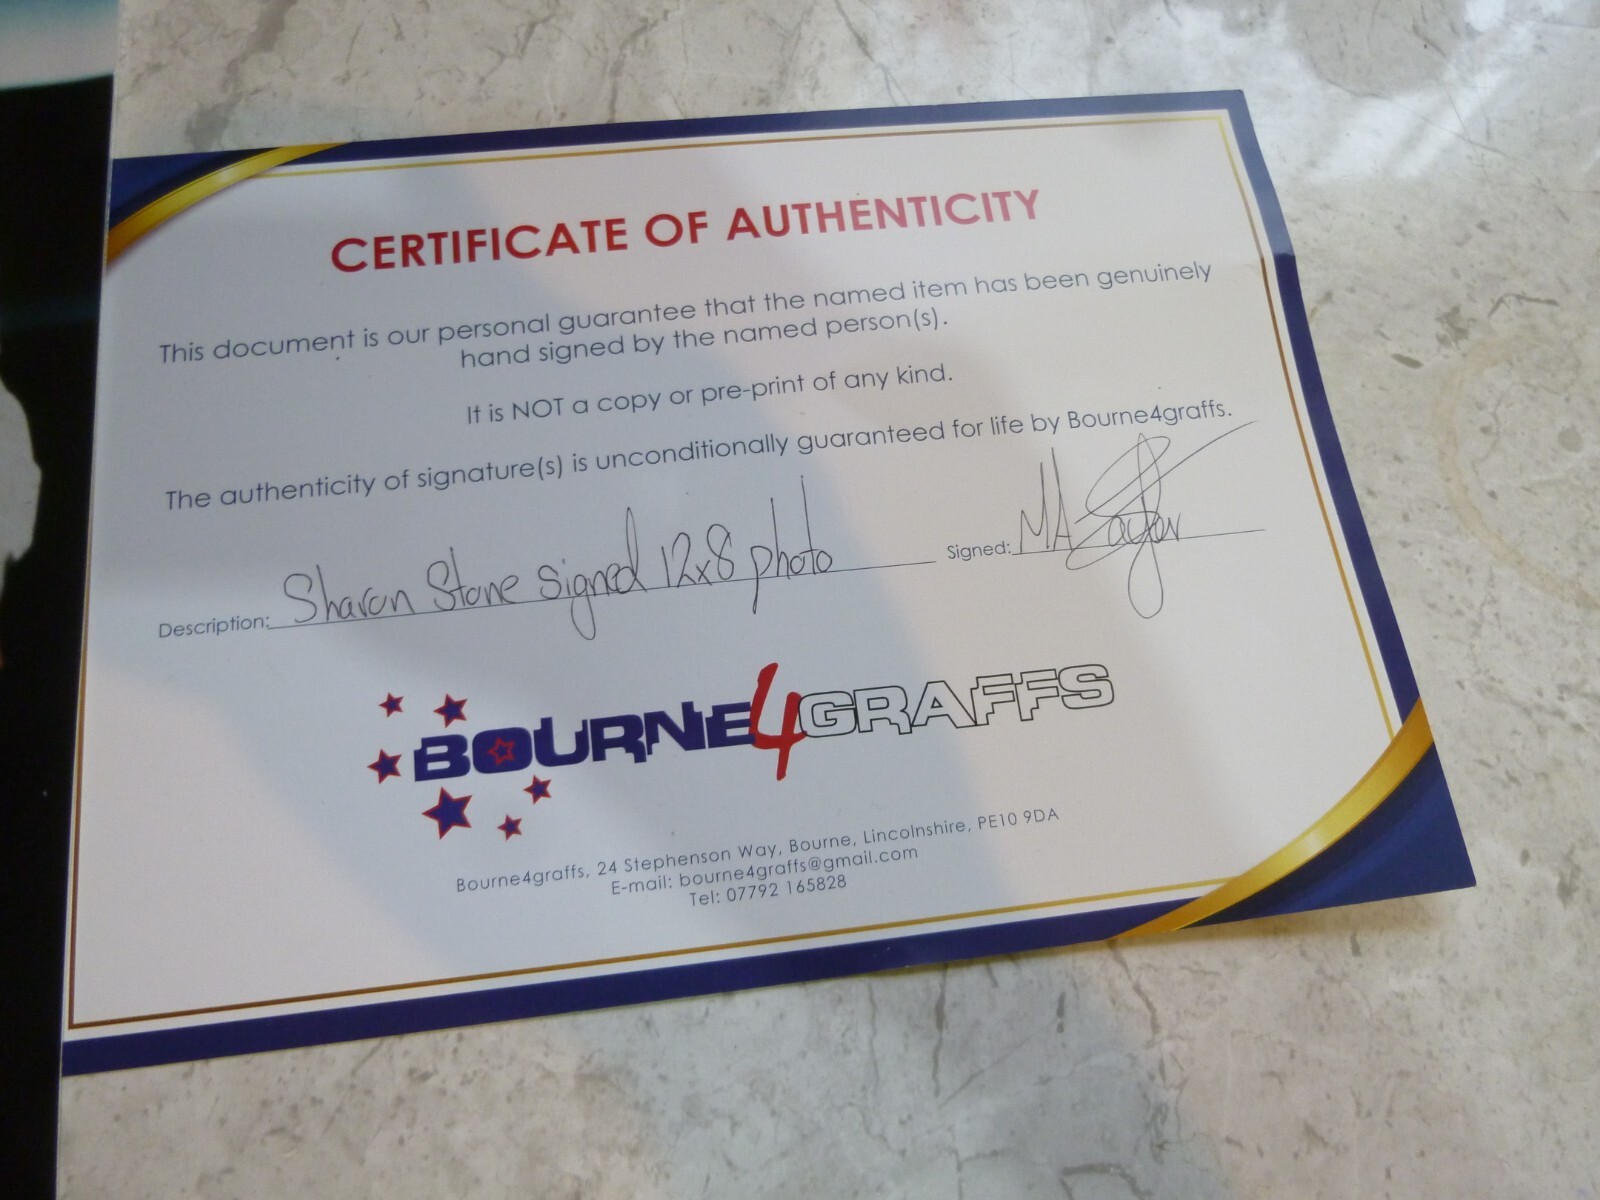 CERTIFICATE OF AUTHENTICITY
This document is our personal guarantee that the named item has been genuinely
hand signed by the named person(s).
It is NOT a copy or pre-print of any kind.
The authenticity of signature(s) is unconditionally guaranteed for life by Bourne4graffs.
Description: Sharon Stone signed 12x8 photo Signed: MA
BOURNE4GRAFFS
Bourne4graffs, 24 Stephenson Way, Bourne, Lincolnshire, PE10 9DA
E-mail: bourne4graffs@gmail.com
Tel: 07792 165828